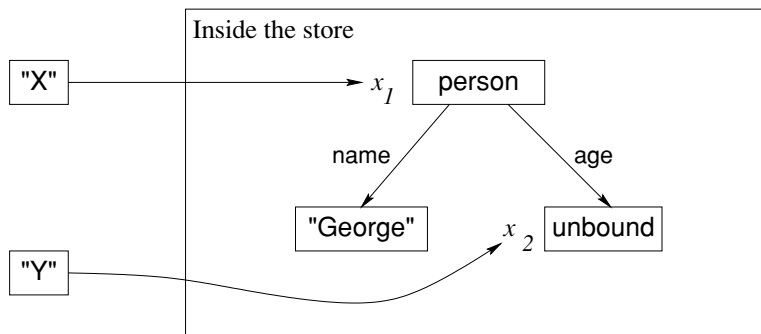 Inside the store
"X"
x1
person
name
age
"George"
x2
unbound
"Y"